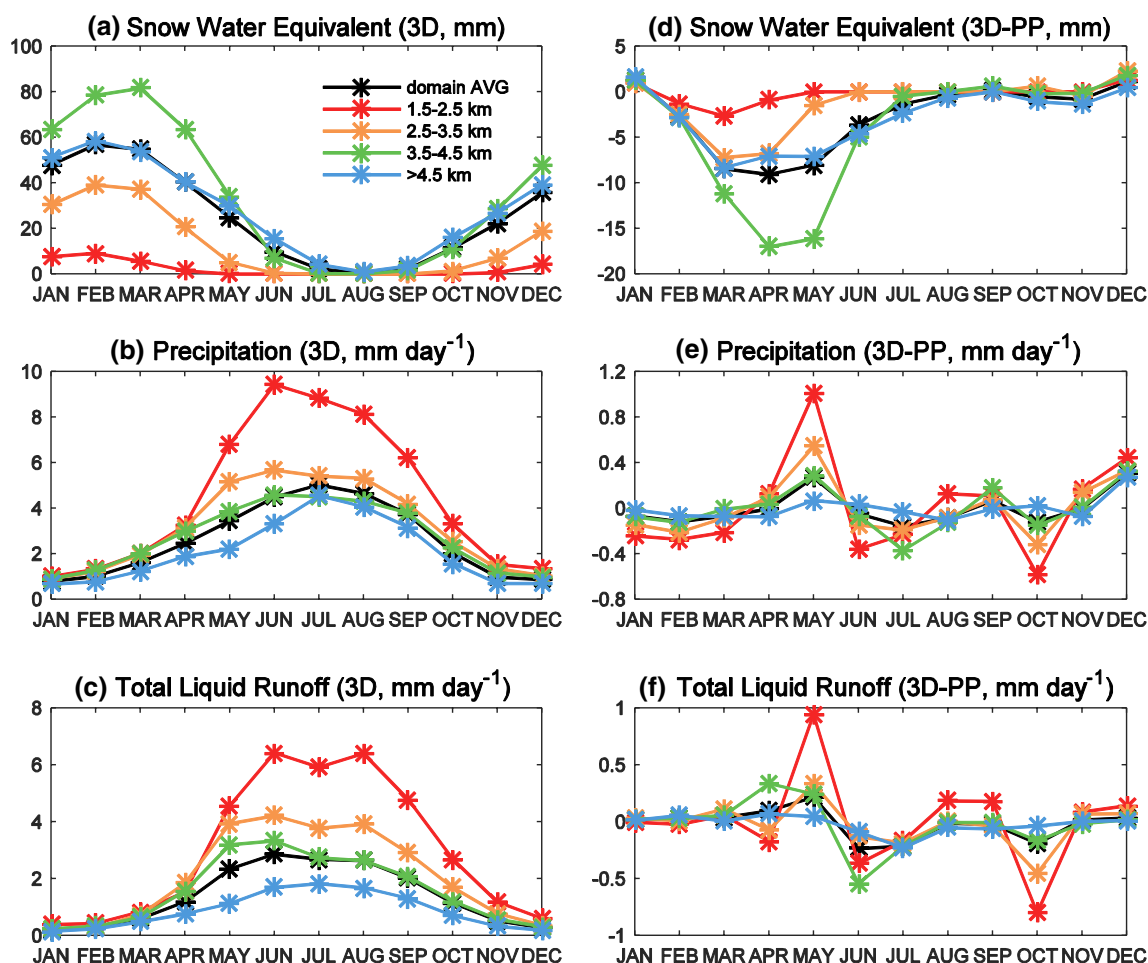 (a) Snow Water Equivalent (3D, mm)
100
80
60
40
20
0
domain AVG
1.5-2.5 km
2.5-3.5 km
3.5-4.5 km
>4.5 km
JAN FEB MAR APR MAY JUN JUL AUG SEP OCT NOV DEC
(d) Snow Water Equivalent (3D-PP, mm)
5
0
-5
-10
-15
-20
JAN FEB MAR APR MAY JUN JUL AUG SEP OCT NOV DEC
(b) Precipitation (3D, mm day⁻¹)
10
8
6
4
2
0
JAN FEB MAR APR MAY JUN JUL AUG SEP OCT NOV DEC
(e) Precipitation (3D-PP, mm day⁻¹)
1.2
0.8
0.4
0
-0.4
-0.8
JAN FEB MAR APR MAY JUN JUL AUG SEP OCT NOV DEC
(c) Total Liquid Runoff (3D, mm day⁻¹)
8
6
4
2
0
JAN FEB MAR APR MAY JUN JUL AUG SEP OCT NOV DEC
(f) Total Liquid Runoff (3D-PP, mm day⁻¹)
1
0.5
0
-0.5
-1
JAN FEB MAR APR MAY JUN JUL AUG SEP OCT NOV DEC